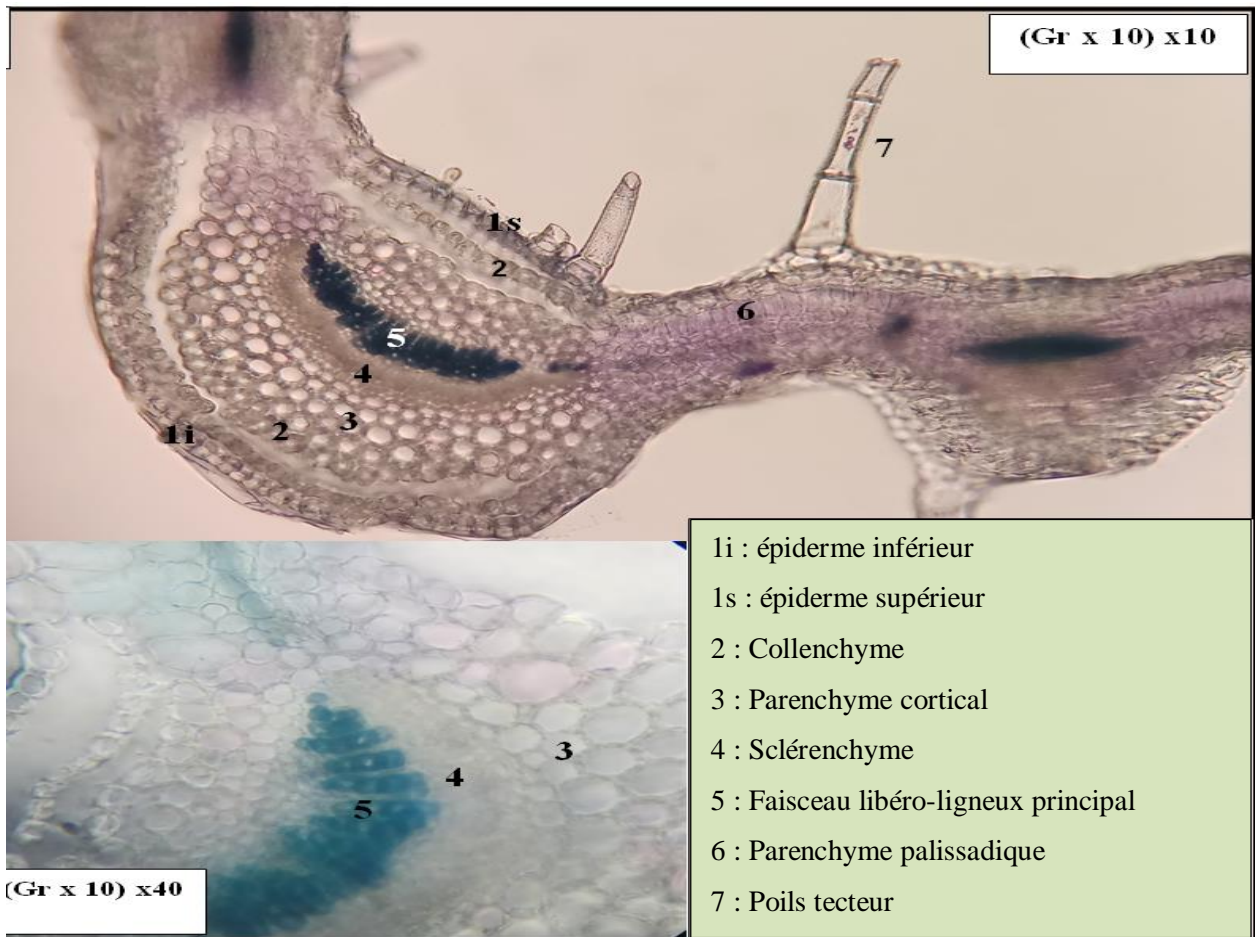 (Gr x 10) x10
7
1s
2
6
5
4
3
2
1i
3
4
5
(Gr x 10) x40
1i : épiderme inférieur
1s : épiderme supérieur
2 : Collenchyme
3 : Parenchyme cortical
4 : Sclérenchyme
5 : Faisceau libéro-ligneux principal
6 : Parenchyme palissadique
7 : Poils tecteur